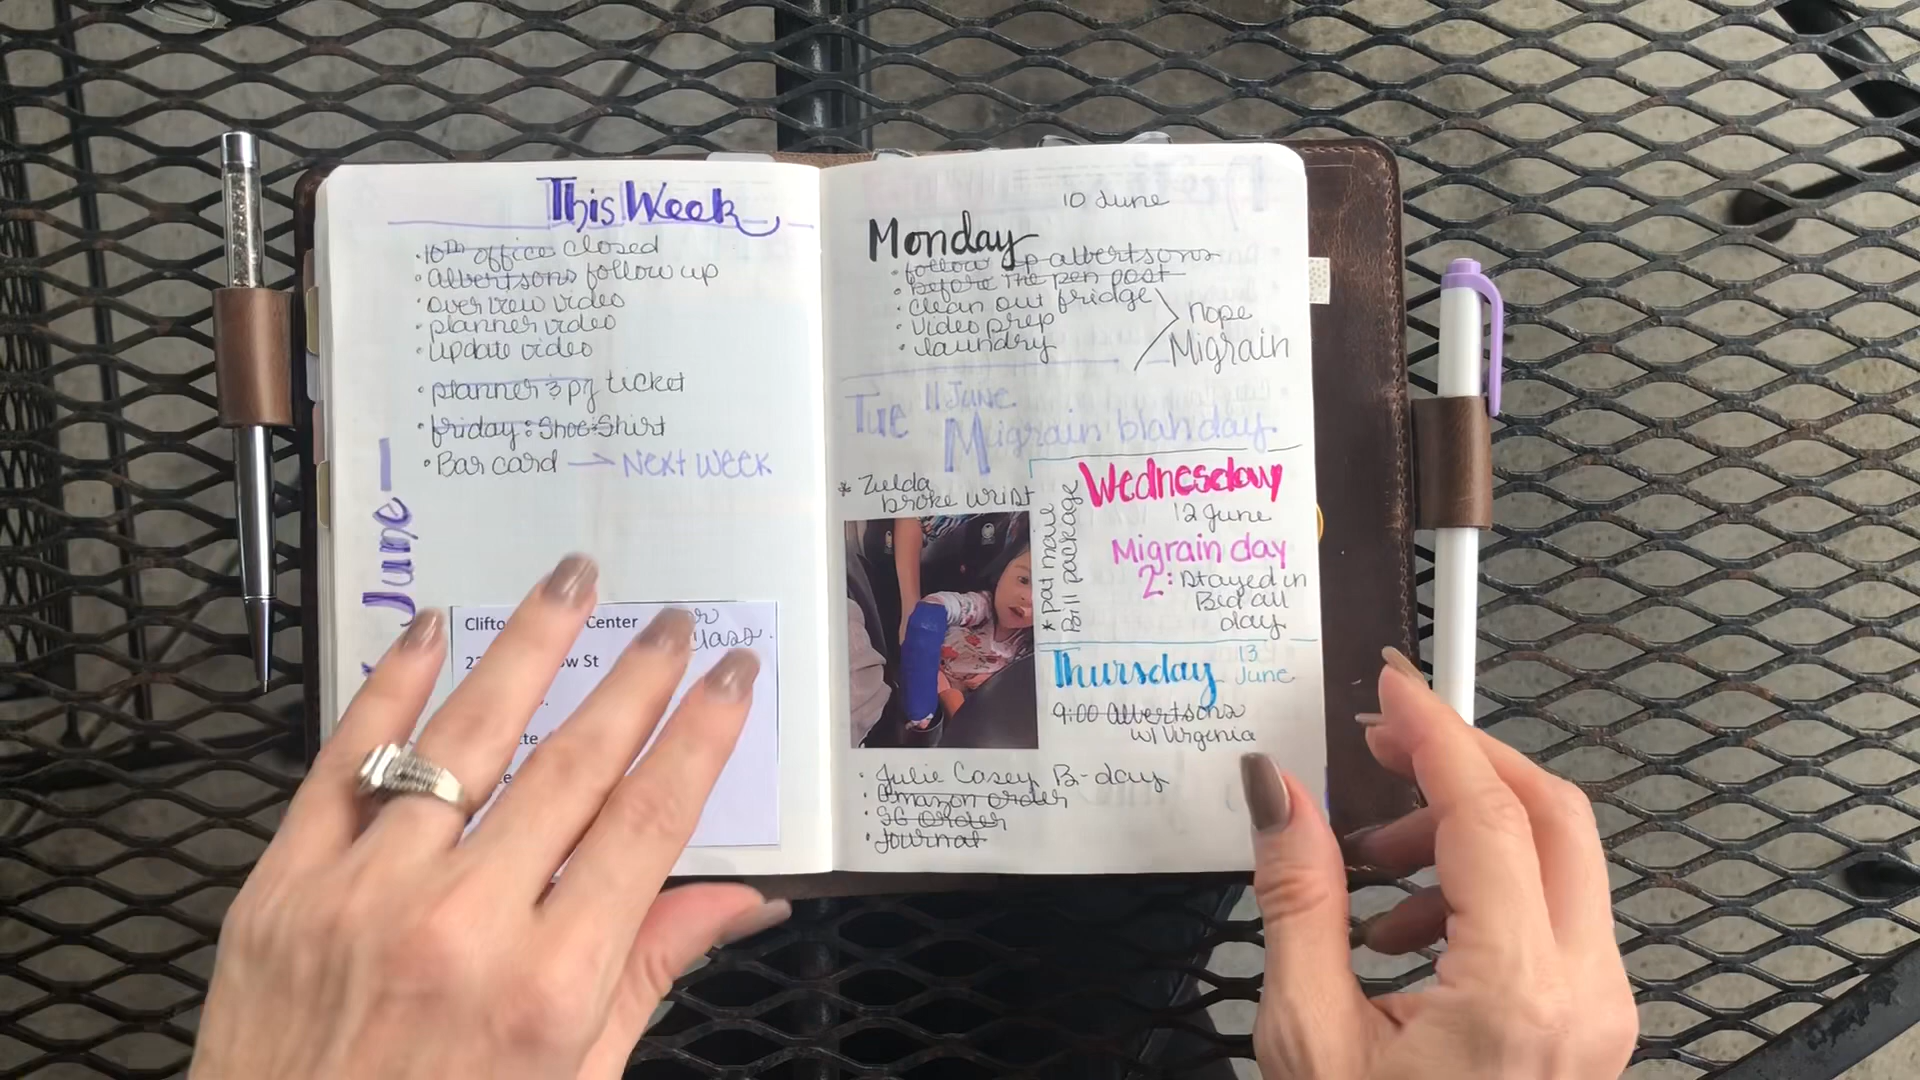 This Week
• 10th office closed
• albertsons follow up
• overview video
• planner video
• update video
• planner &
ticket
• friday: Shoe: Shirt
• Bar card → Next Week
June
Clifto
Center
Class.
22
ow St
10 June
Monday
• follow up albertsons
• before the pen post
• clean out fridge
• video prep
• laundry
nope
Migrain
Tue 11 June
Migrain blah day
* Zelda
broke wrist
* pat
Bill package
Wednesday
12 June
Migrain day
2: Stayed in
Bed all
day
Thursday 13
June
9:00 albertsons
w/ Virginia
• Julie Casey B-day
• Amazon order
• JG order
• Journal